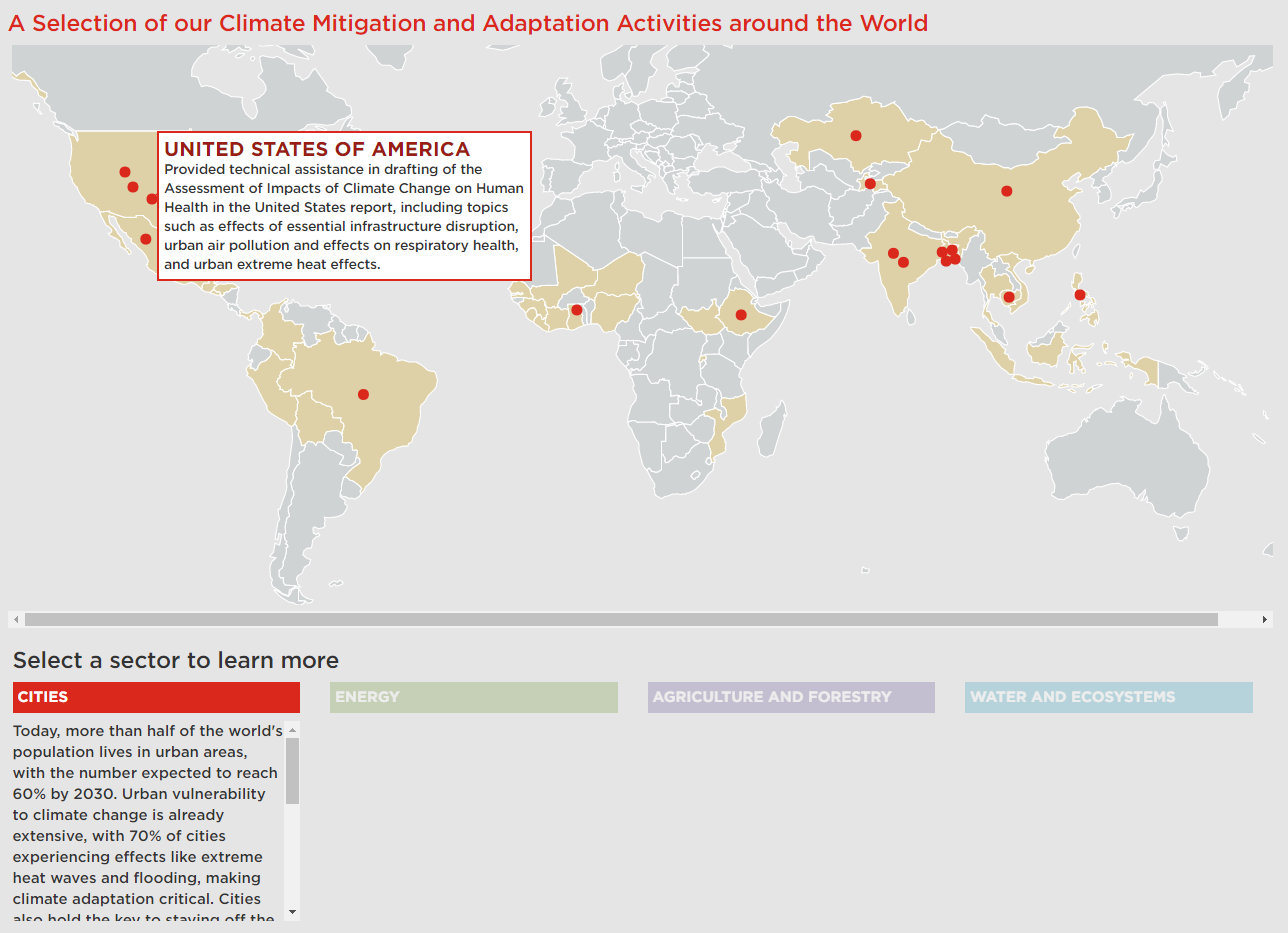 A Selection of our Climate Mitigation and Adaptation Activities around the World
UNITED STATES OF AMERICA
Provided technical assistance in drafting of the
Assessment of Impacts of Climate Change on Human
Health in the United States report, including topics
such as effects of essential infrastructure disruption,
urban air pollution and effects on respiratory health,
and urban extreme heat effects.
Select a sector to learn more
CITIES
ENERGY
AGRICULTURE AND FORESTRY
WATER AND ECOSYSTEMS
Today, more than half of the world's
population lives in urban areas,
with the number expected to reach
60% by 2030. Urban vulnerability
to climate change is already
extensive, with 70% of cities
experiencing effects like extreme
heat waves and flooding, making
climate adaptation critical. Cities
also hold the key to staving off the